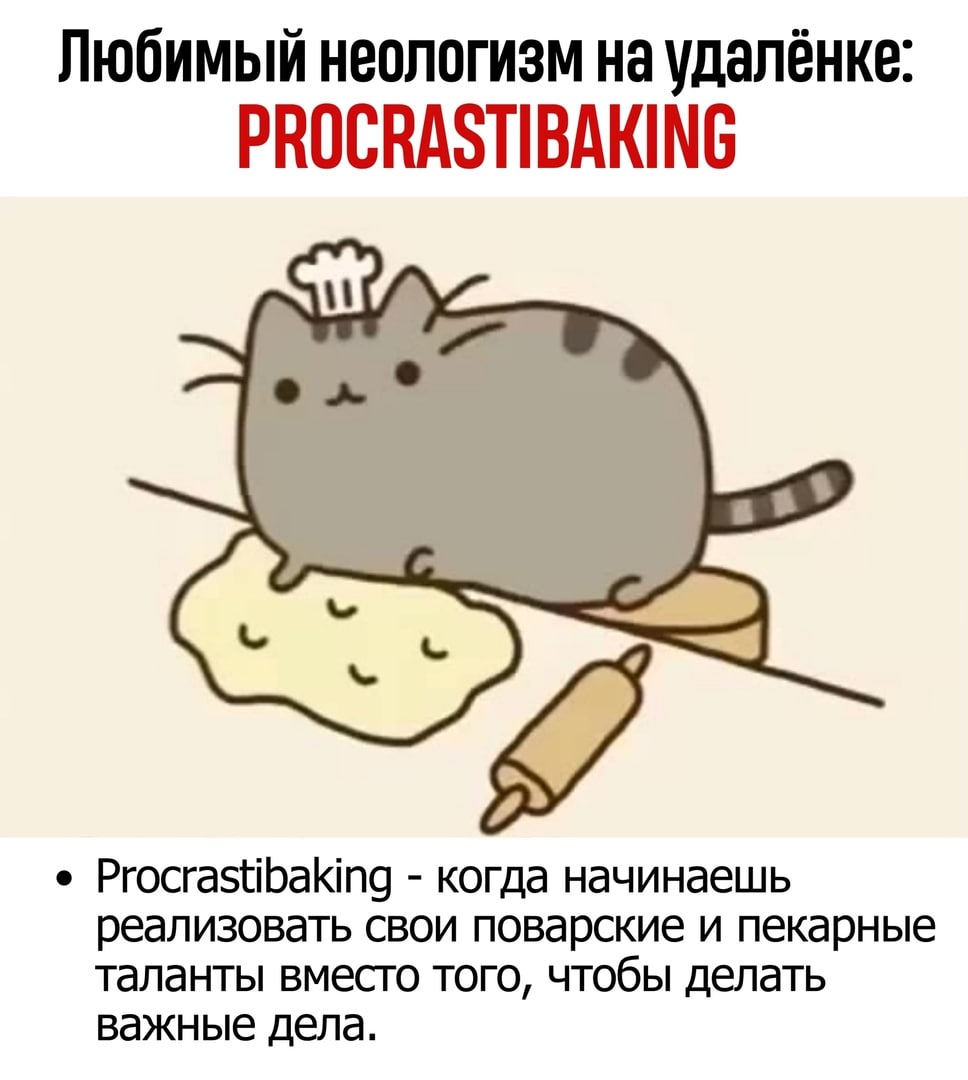 Любимый неологизм на удалёнке:
PROCRASTIBAKING
• Procrastibaking - когда начинаешь
реализовать свои поварские и пекарные
таланты вместо того, чтобы делать
важные дела.